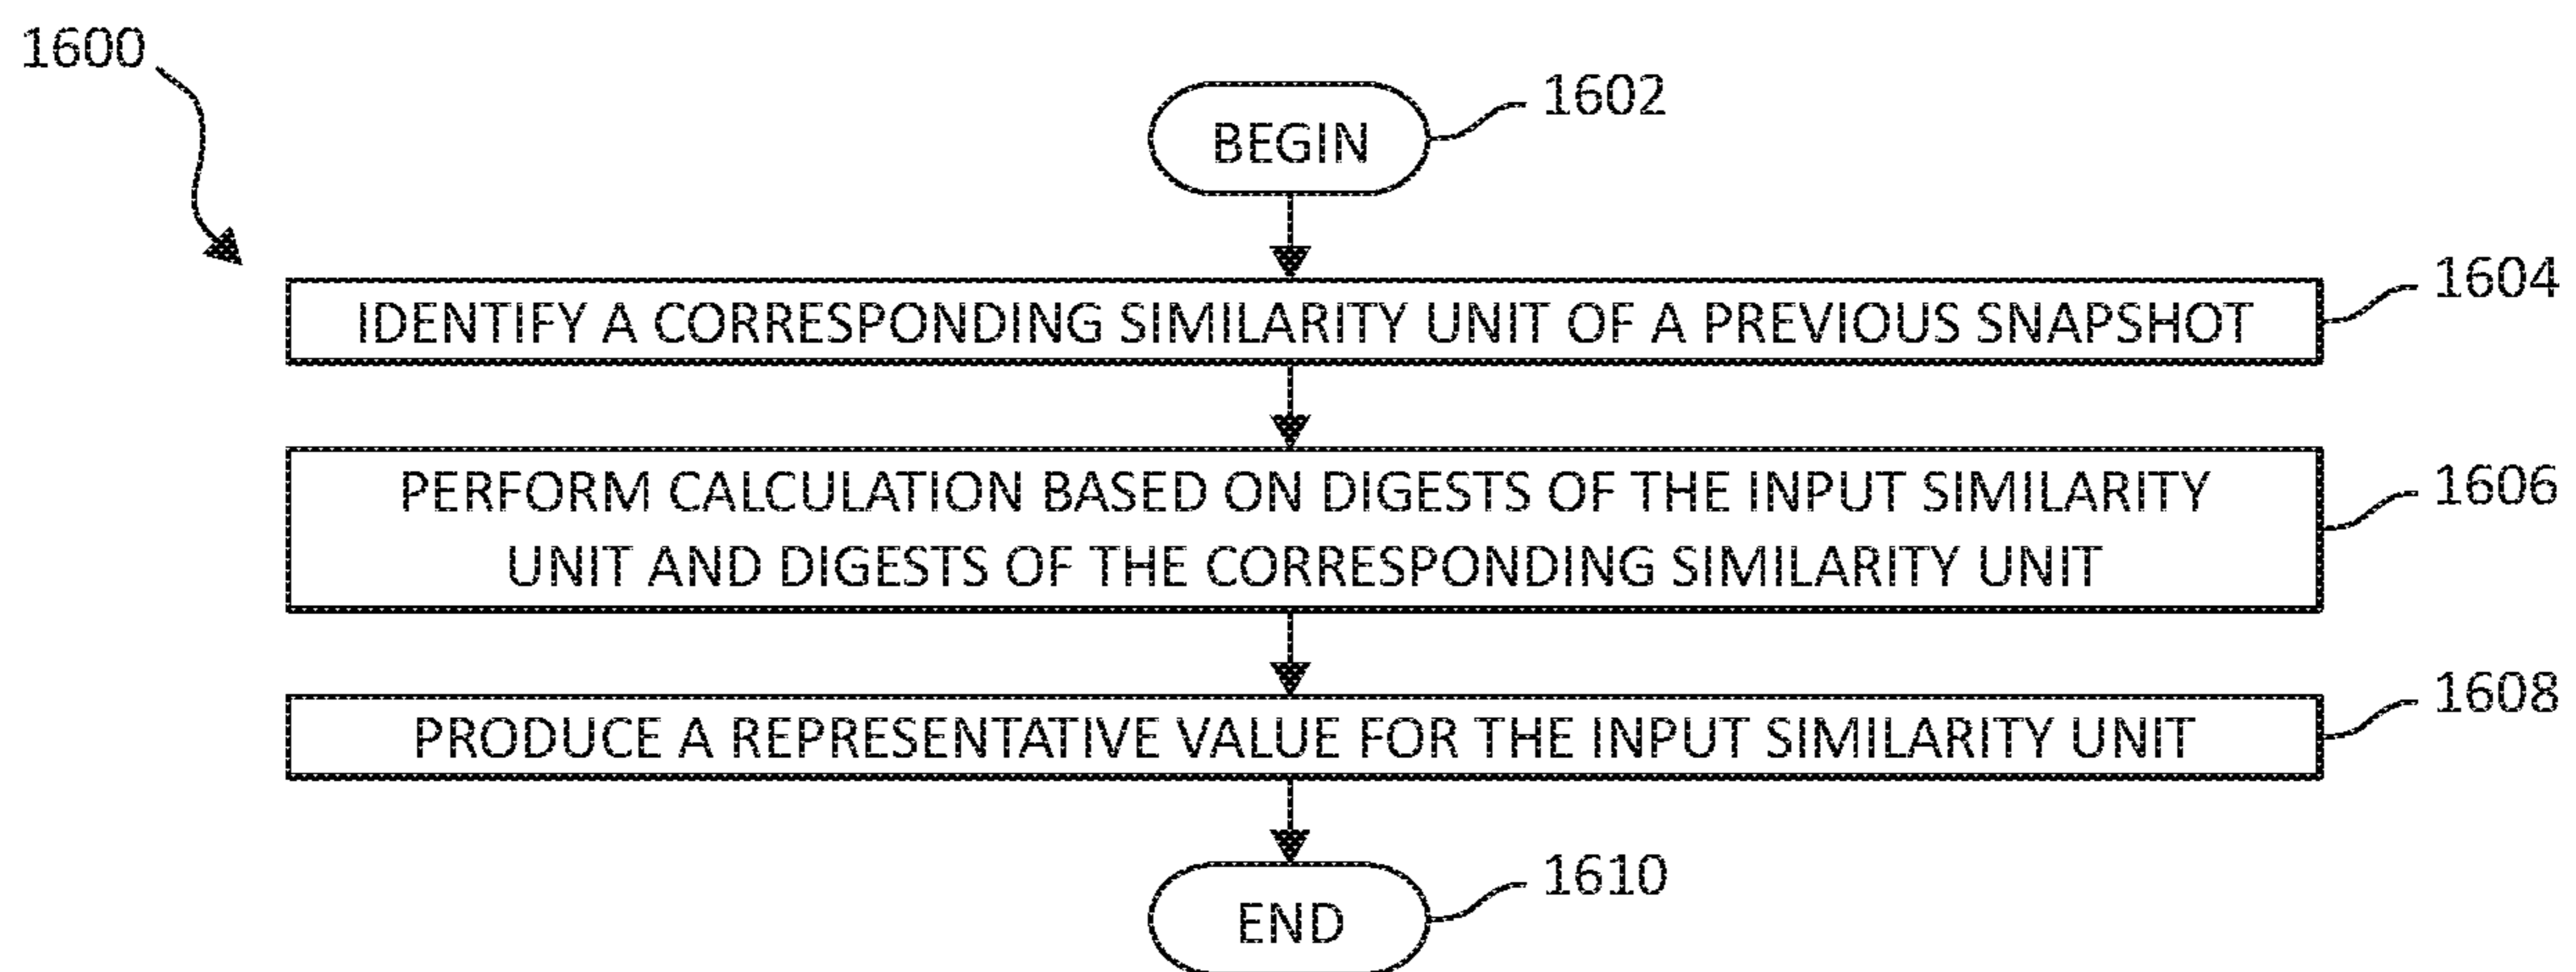 1600
1602
BEGIN
1604
IDENTIFY A CORRESPONDING SIMILARITY UNIT OF A PREVIOUS SNAPSHOT
1606
PERFORM CALCULATION BASED ON DIGESTS OF THE INPUT SIMILARITY
UNIT AND DIGESTS OF THE CORRESPONDING SIMILARITY UNIT
1608
PRODUCE A REPRESENTATIVE VALUE FOR THE INPUT SIMILARITY UNIT
1610
END